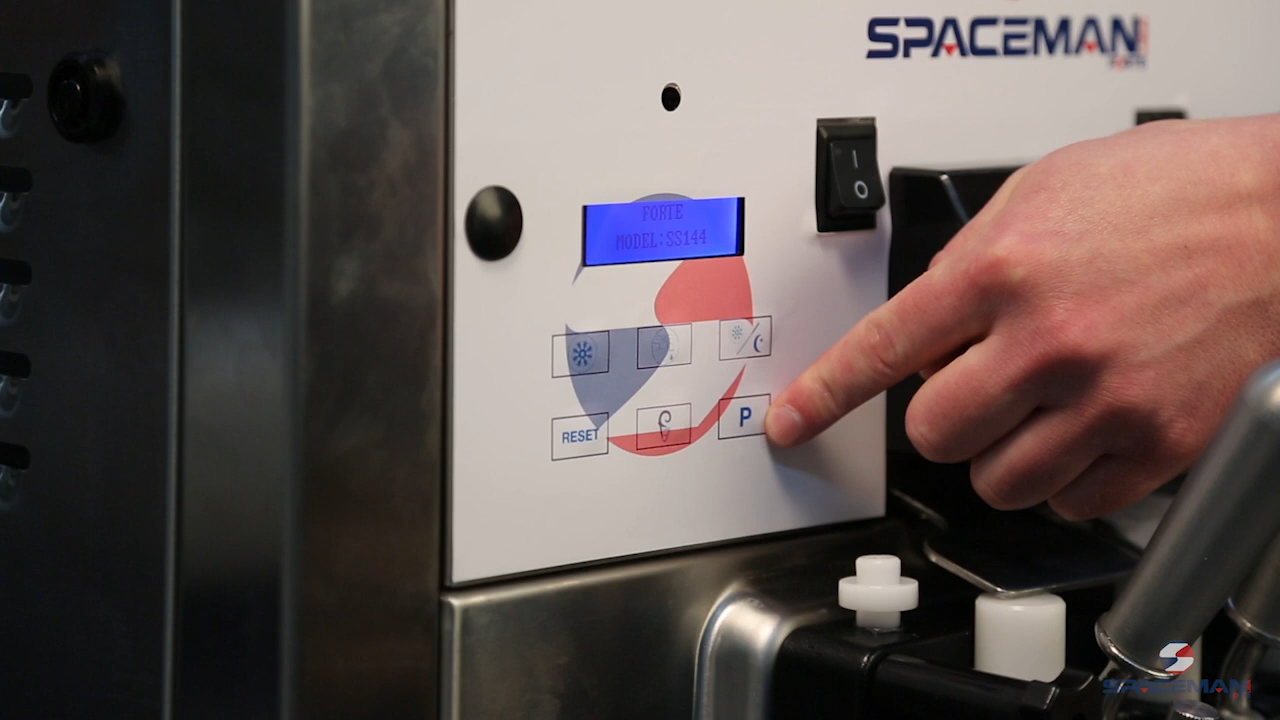 SPACEMAN
FORTE
MODEL:SS144
RESET
P
SPACEMAN